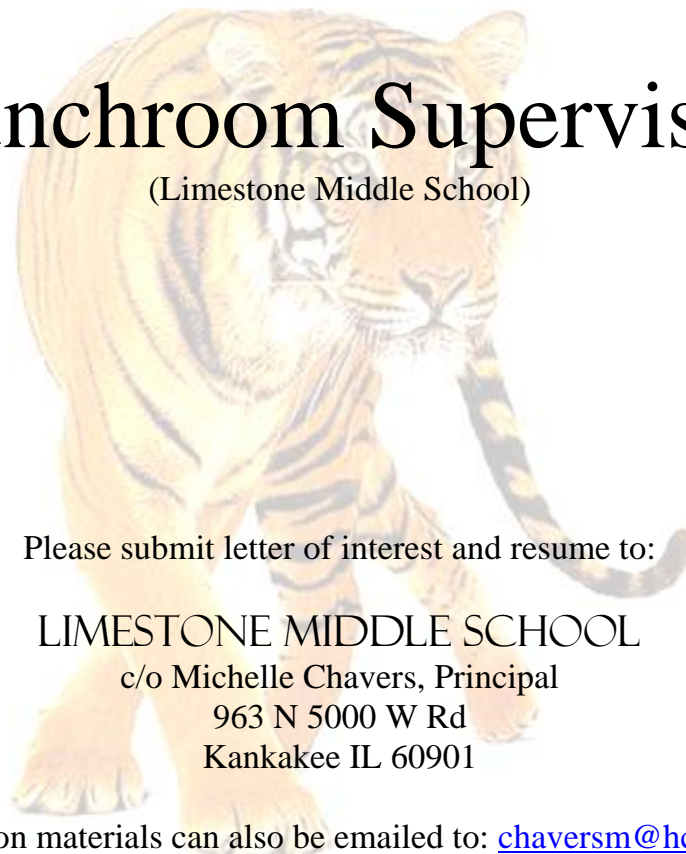 nchroom Supervis
(Limestone Middle School)
Please submit letter of interest and resume to:
LIMESTONE MIDDLE SCHOOL
c/o Michelle Chavers, Principal
963 N 5000 W Rd
Kankakee IL 60901
on materials can also be emailed to: chaversm@hc